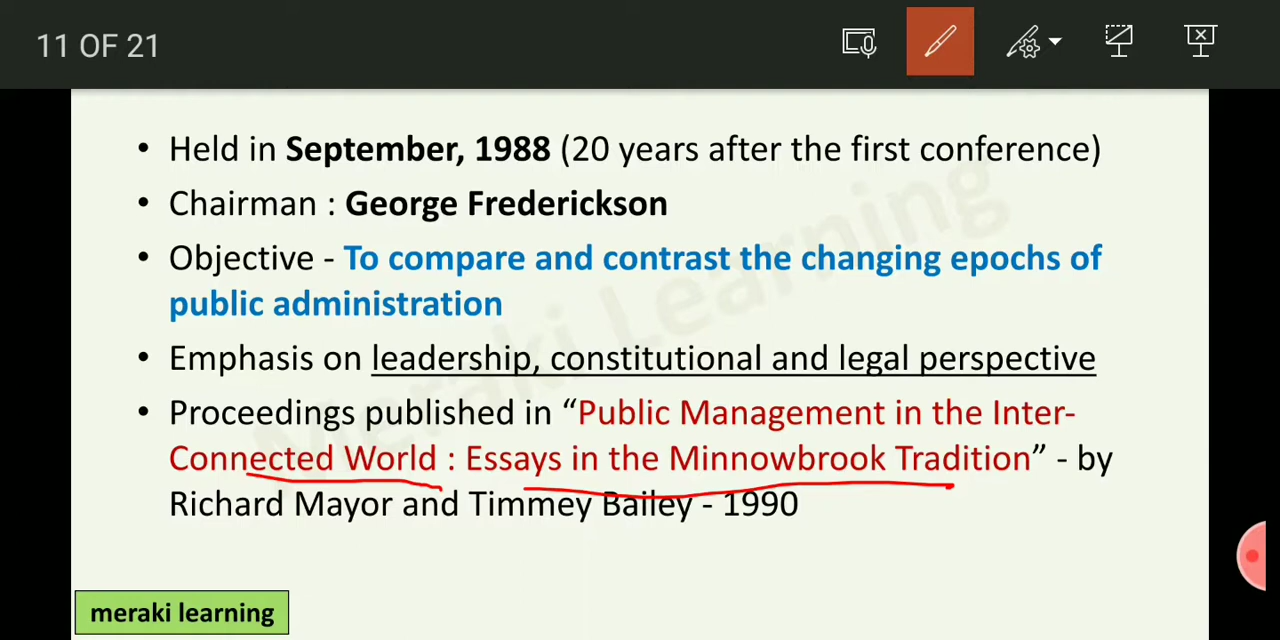 11 OF 21
• Held in September, 1988 (20 years after the first conference)
• Chairman : George Frederickson
• Objective - To compare and contrast the changing epochs of
public administration
• Emphasis on leadership, constitutional and legal perspective
• Proceedings published in “Public Management in the Inter-
Connected World : Essays in the Minnowbrook Tradition” - by
Richard Mayor and Timmey Bailey - 1990
Meraki Learning
meraki learning